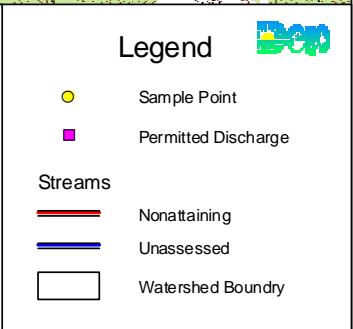 Legend
Sample Point
Permitted Discharge
Streams
Nonattaining
Unassessed
Watershed Boundry